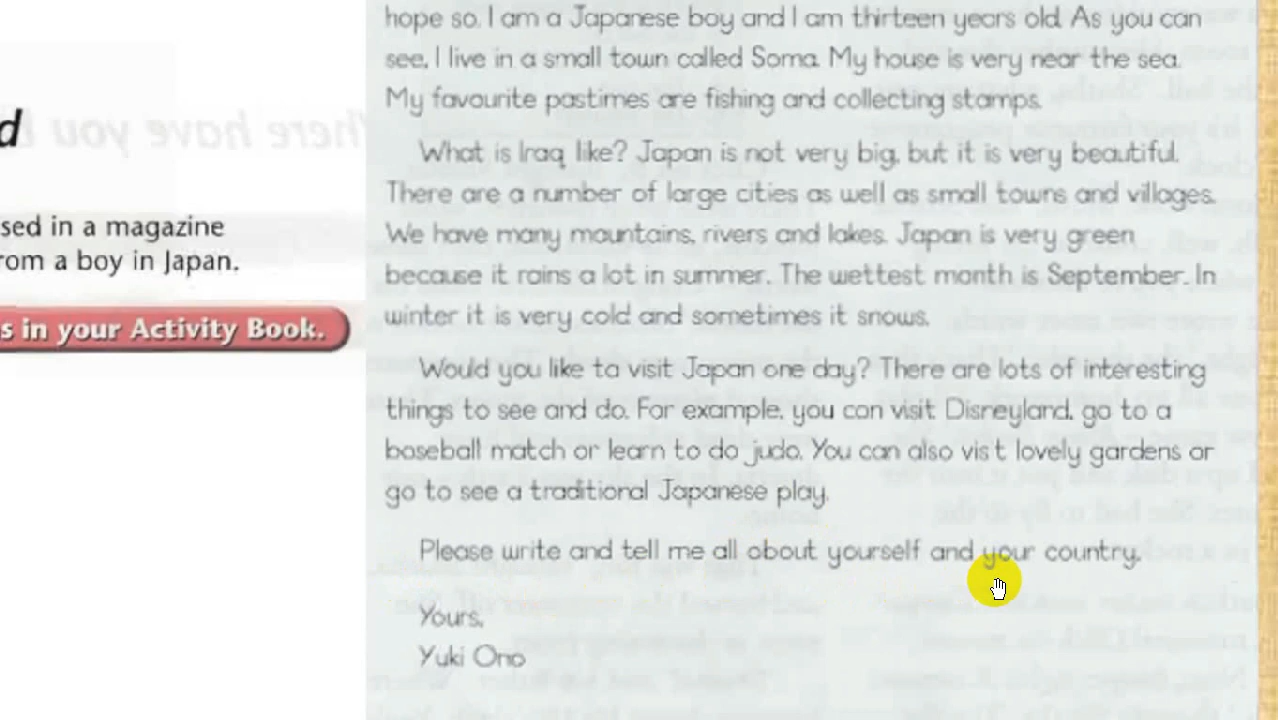 hope so. I am a Japanese boy and I am thirteen years old. As you can
see, I live in a small town called Soma. My house is very near the sea.
My favourite pastimes are fishing and collecting stamps.
What is Iraq like? Japan is not very big, but it is very beautiful.
There are a number of large cities as well as small towns and villages.
We have many mountains, rivers and lakes. Japan is very green
because it rains a lot in summer. The wettest month is September. In
winter it is very cold and sometimes it snows.
Would you like to visit Japan one day? There are lots of interesting
things to see and do. For example, you can visit Disneyland, go to a
baseball match or learn to do judo. You can also visit lovely gardens or
go to see a traditional Japanese play.
Please write and tell me all about yourself and your country.
Yours,
Yuki Ono
d
sed in a magazine
rom a boy in Japan.
s in your Activity Book.